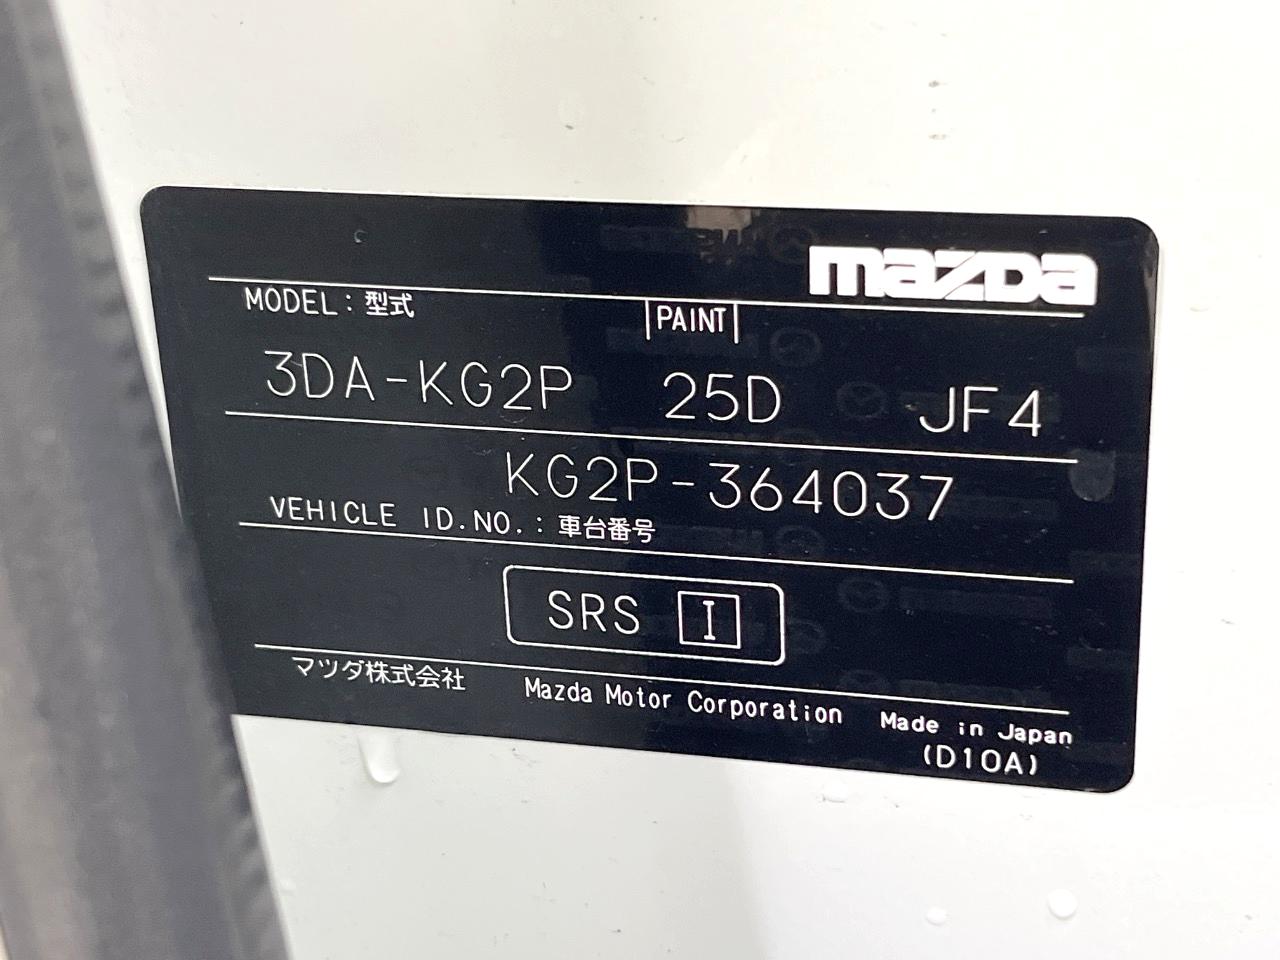 mazda
MODEL：型式 PAINT
3DA-KG2P 25D JF4
KG2P-364037
VEHICLE ID.NO.：車台番号
SRS I
マツダ株式会社 Mazda Motor Corporation Made in Japan
(D10A)